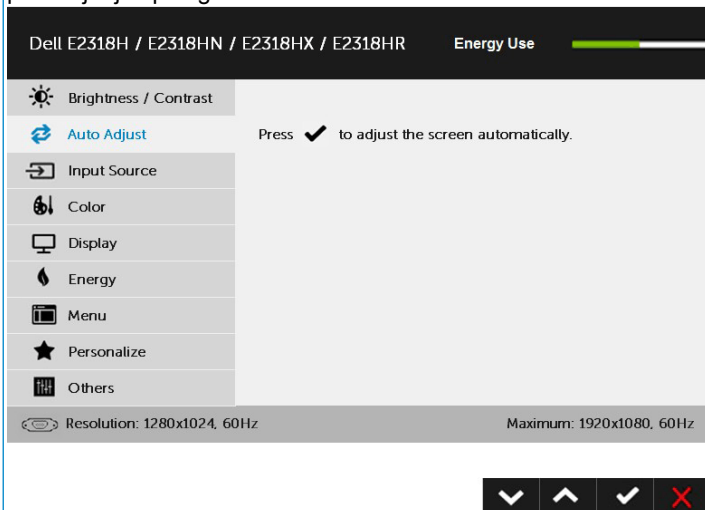 Dell E2318H / E2318HN / E2318HX / E2318HR Energy Use
Brightness / Contrast
Auto Adjust
Press ✔ to adjust the screen automatically.
Input Source
Color
Display
Energy
Menu
Personalize
Others
Resolution: 1280x1024, 60Hz Maximum: 1920x1080, 60Hz